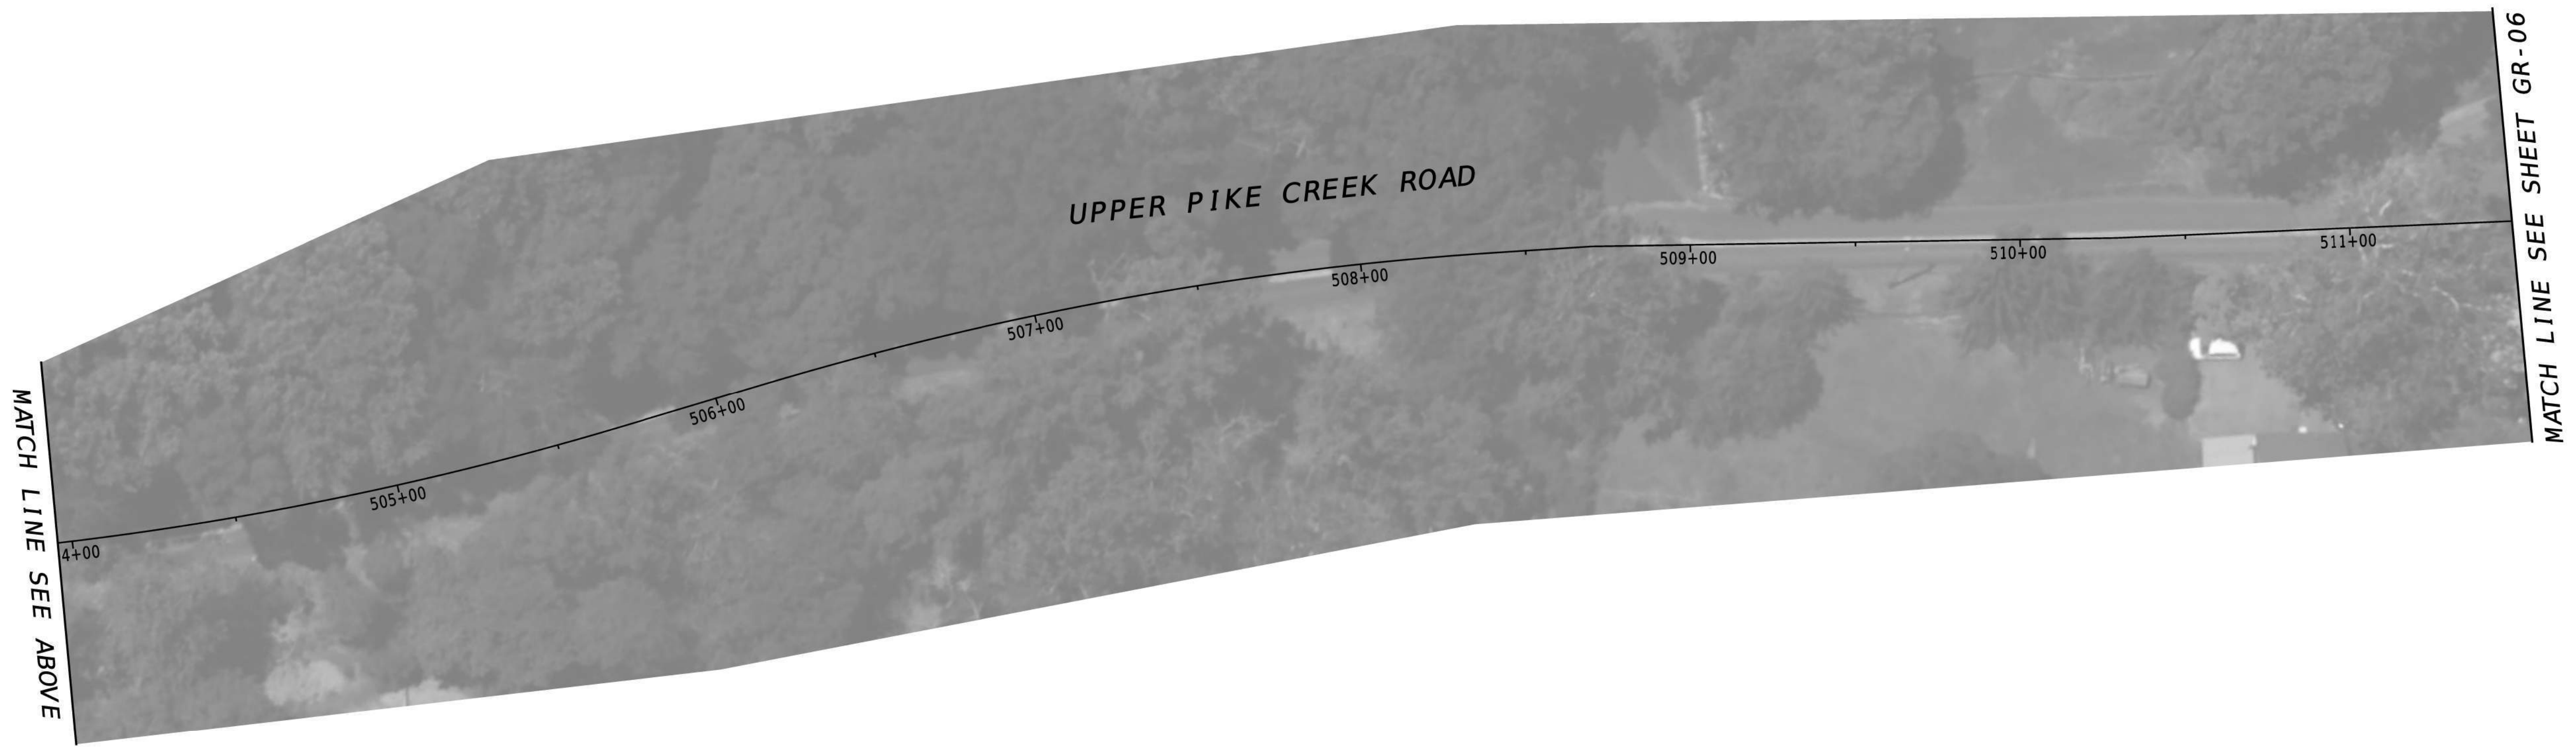 MATCH LINE SEE ABOVE
4+00
505+00
506+00
507+00
UPPER PIKE CREEK ROAD
508+00
509+00
510+00
511+00
MATCH LINE SEE SHEET GR-06